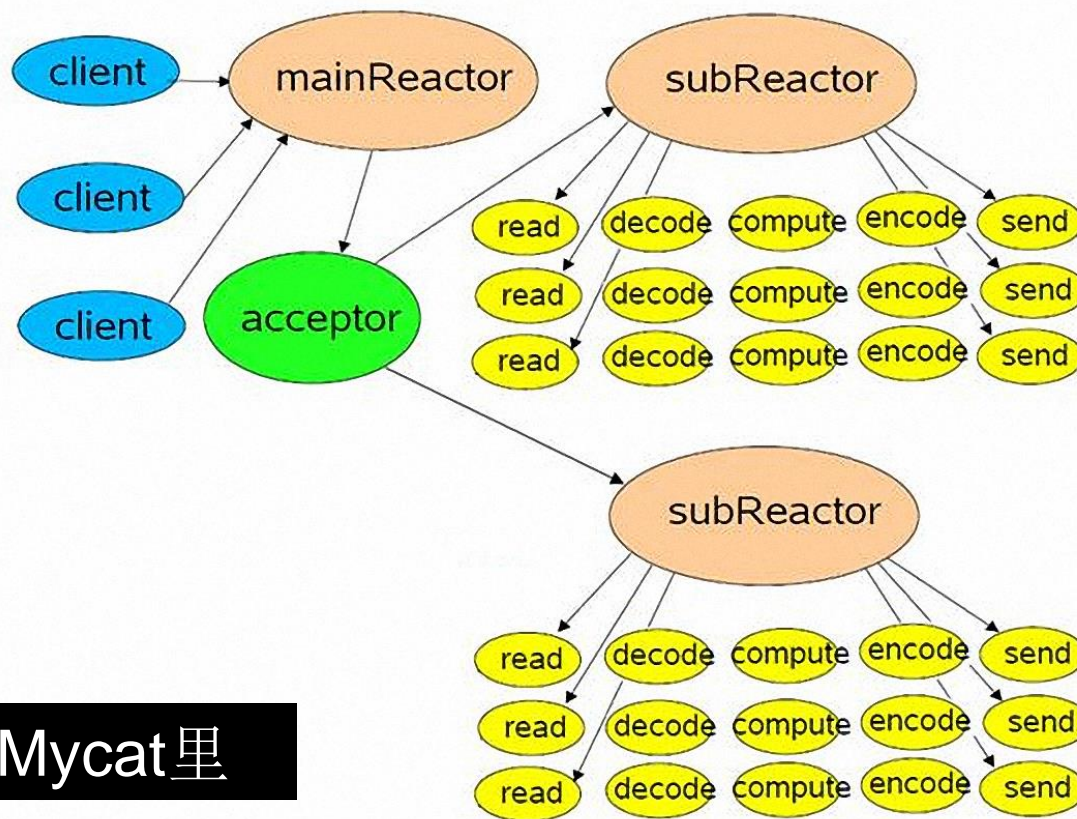 client
mainReactor
subReactor
client
read decode compute encode send
read decode compute encode send
client
acceptor
read decode compute encode send
subReactor
read decode compute encode send
read decode compute encode send
read decode compute encode send
Mycat里